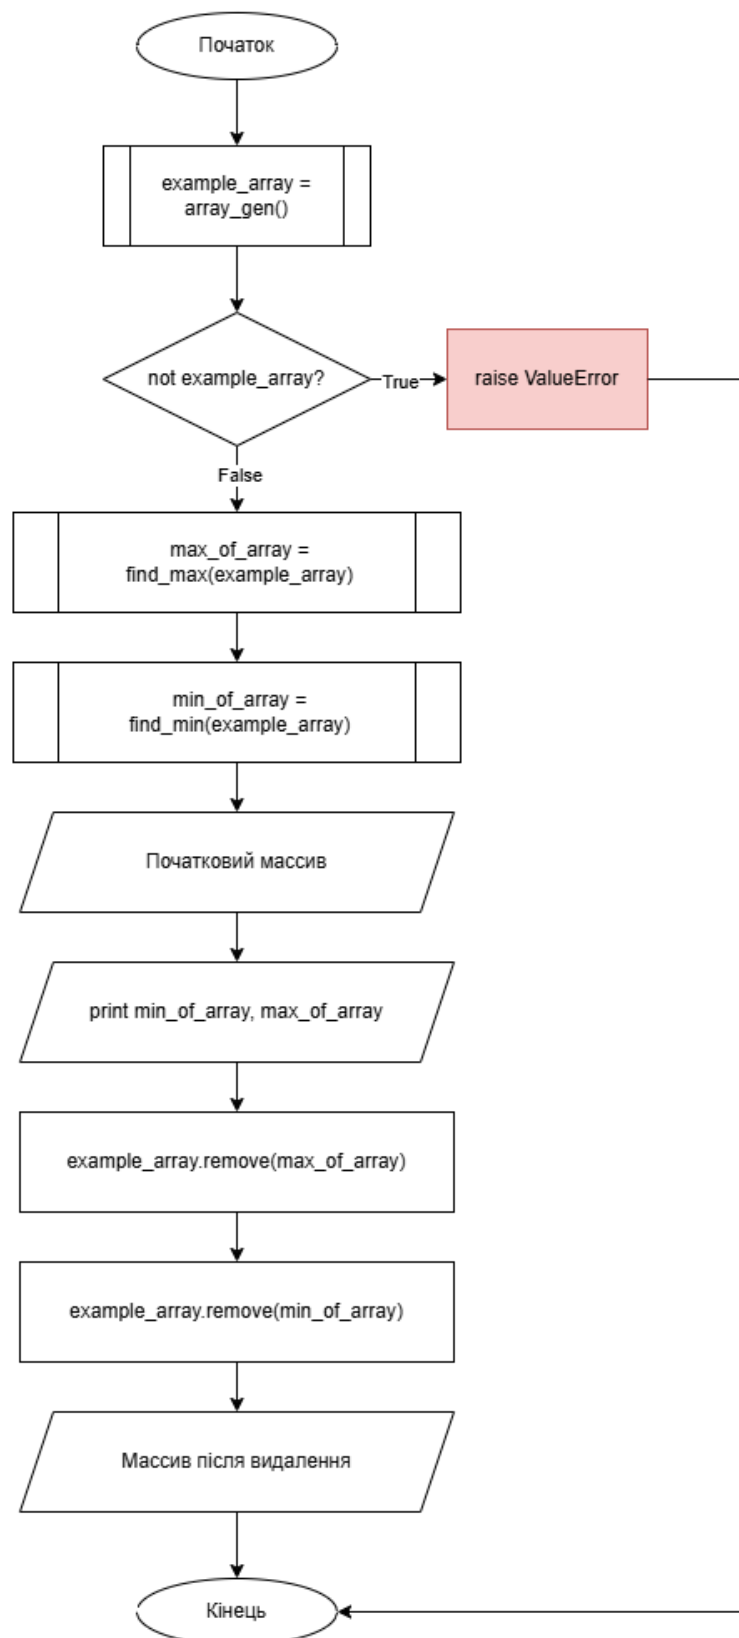 Початок
example_array =
array_gen()
not example_array?
True
raise ValueError
False
max_of_array =
find_max(example_array)
min_of_array =
find_min(example_array)
Початковий массив
print min_of_array, max_of_array
example_array.remove(max_of_array)
example_array.remove(min_of_array)
Массив після видалення
Кінець